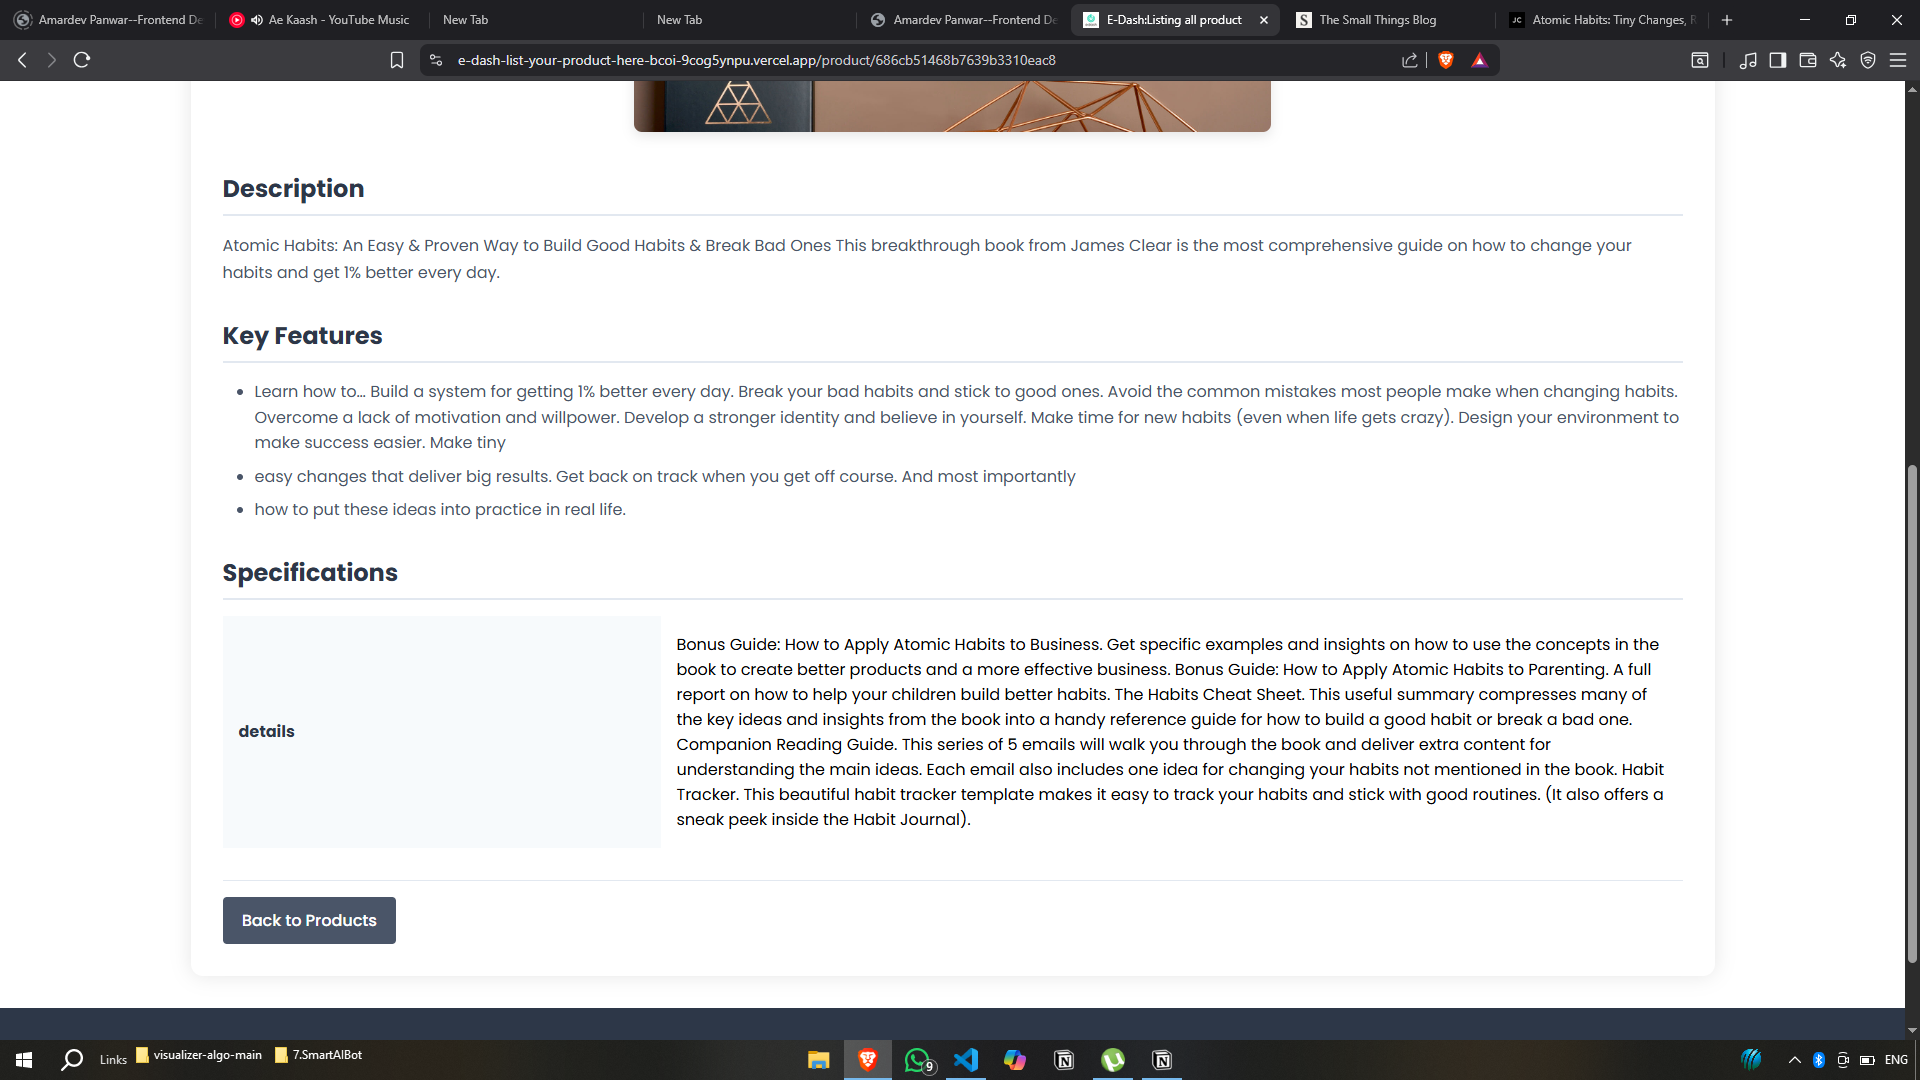 Amardev Panwar--Frontend De
Ae Kaash - YouTube Music
New Tab
New Tab
Amardev Panwar--Frontend De
E-Dash:Listing all product
The Small Things Blog
Atomic Habits: Tiny Changes, R
e-dash-list-your-product-here-bcoi-9cog5ynpu.vercel.app/product/686cb51468b7639b3310eac8
Description
Atomic Habits: An Easy & Proven Way to Build Good Habits & Break Bad Ones This breakthrough book from James Clear is the most comprehensive guide on how to change your
habits and get 1% better every day.
Key Features
• Learn how to… Build a system for getting 1% better every day. Break your bad habits and stick to good ones. Avoid the common mistakes most people make when changing habits.
Overcome a lack of motivation and willpower. Develop a stronger identity and believe in yourself. Make time for new habits (even when life gets crazy). Design your environment to
make success easier. Make tiny
• easy changes that deliver big results. Get back on track when you get off course. And most importantly
• how to put these ideas into practice in real life.
Specifications
details
Bonus Guide: How to Apply Atomic Habits to Business. Get specific examples and insights on how to use the concepts in the
book to create better products and a more effective business. Bonus Guide: How to Apply Atomic Habits to Parenting. A full
report on how to help your children build better habits. The Habits Cheat Sheet. This useful summary compresses many of
the key ideas and insights from the book into a handy reference guide for how to build a good habit or break a bad one.
Companion Reading Guide. This series of 5 emails will walk you through the book and deliver extra content for
understanding the main ideas. Each email also includes one idea for changing your habits not mentioned in the book. Habit
Tracker. This beautiful habit tracker template makes it easy to track your habits and stick with good routines. (It also offers a
sneak peek inside the Habit Journal).
Back to Products
Links
visualizer-algo-main
7.SmartAIBot
9
ENG